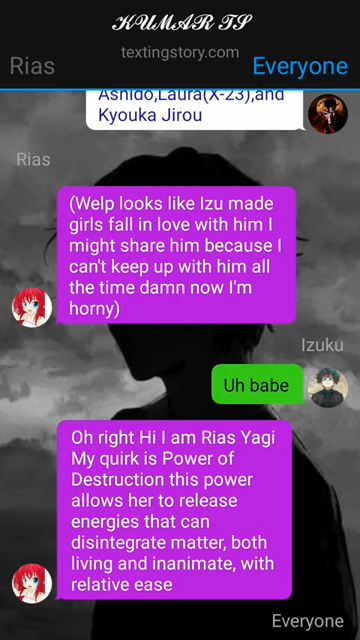 KUMAR TS
textingstory.com
Rias
Everyone
Ashido,Laura(X-23),and
Kyouka Jirou
Rias
(Welp looks like Izu made
girls fall in love with him I
might share him because I
can't keep up with him all
the time damn now I'm
horny)
Izuku
Uh babe
Oh right Hi I am Rias Yagi
My quirk is Power of
Destruction this power
allows her to release
energies that can
disintegrate matter, both
living and inanimate, with
relative ease
Everyone